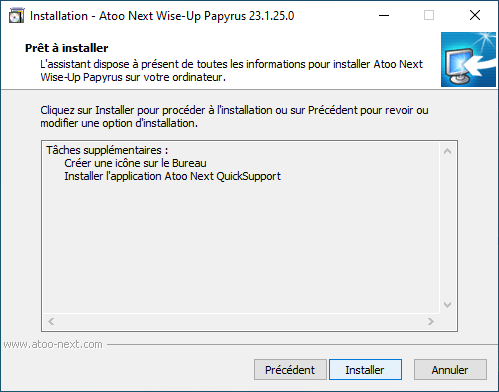 Installation - Atoo Next Wise-Up Papyrus 23.1.25.0
Prêt à installer
L'assistant dispose à présent de toutes les informations pour installer Atoo Next
Wise-Up Papyrus sur votre ordinateur.
Cliquez sur Installer pour procéder à l'installation ou sur Précédent pour revoir ou
modifier une option d'installation.
Tâches supplémentaires :
Créer une icône sur le Bureau
Installer l'application Atoo Next QuickSupport
www.atoo-next.com
Précédent
Installer
Annuler